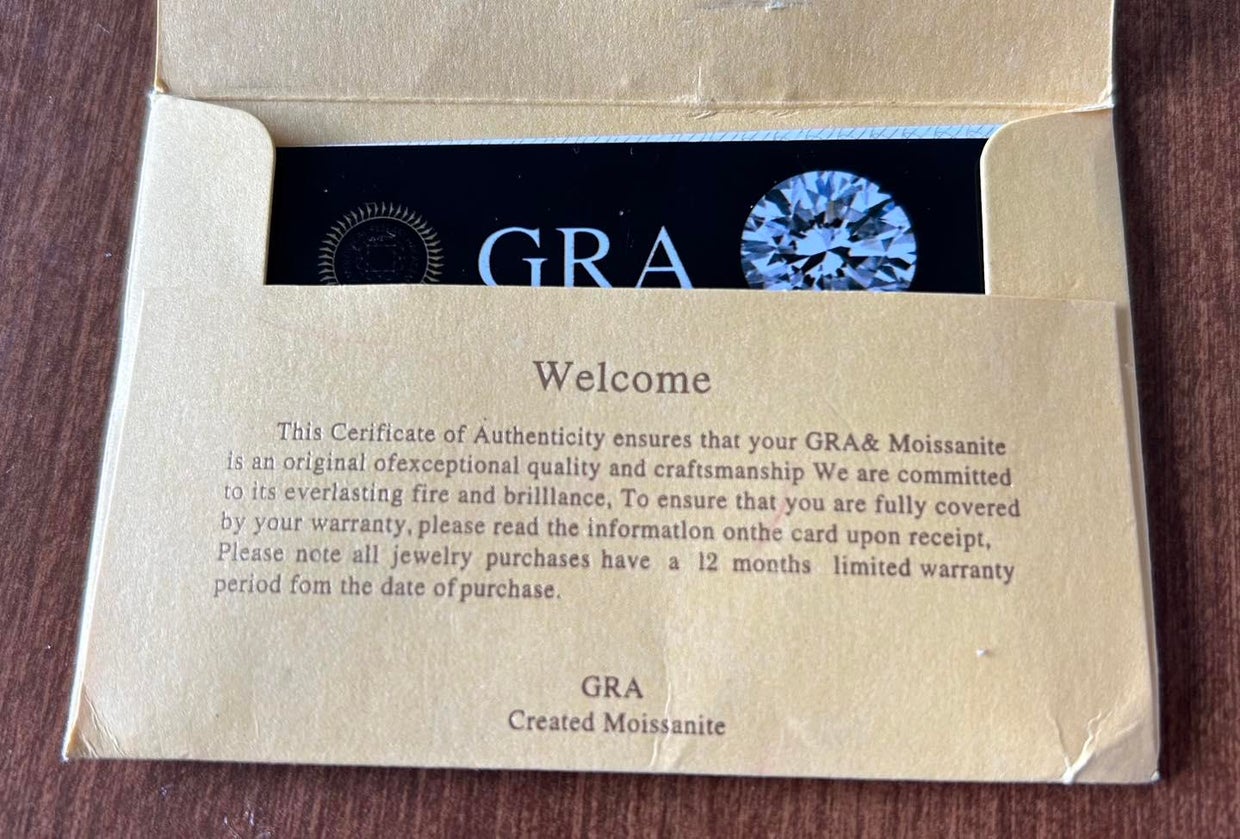 GRA
Welcome
This Cerificate of Authenticity ensures that your GRA& Moissanite
is an original ofexceptional quality and craftsmanship We are committed
to its everlasting fire and brilllance, To ensure that you are fully covered
by your warranty, please read the informatlon onthe card upon receipt,
Please note all jewelry purchases have a 12 months limited warranty
period fom the date of purchase.
GRA
Created Moissanite